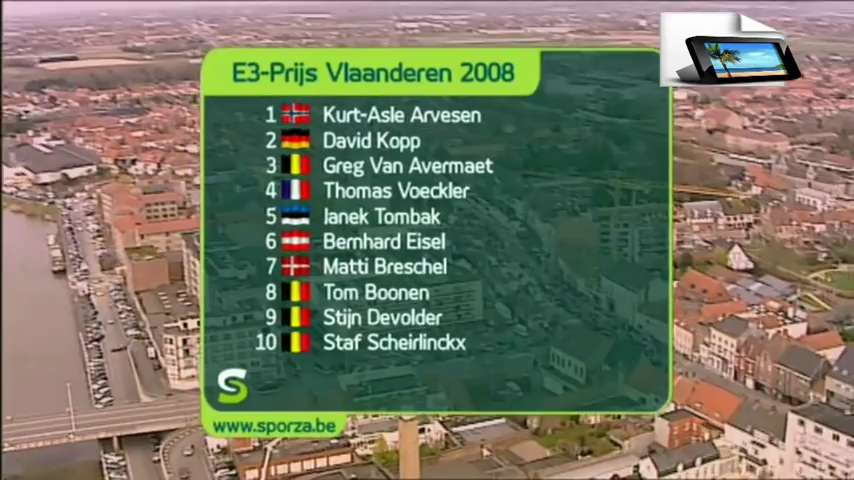 E3-Prijs Vlaanderen 2008
1 Kurt-Asle Arvesen
2 David Kopp
3 Greg Van Avermaet
4 Thomas Voeckler
5 Janek Tombak
6 Bernhard Eisel
7 Matti Breschel
8 Tom Boonen
9 Stijn Devolder
10 Staf Scheirlinckx
S
www.sporza.be